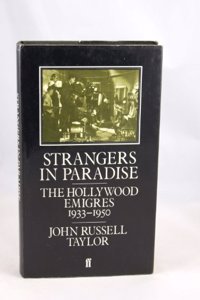 STRANGERS
IN PARADISE
THE HOLLYWOOD
EMIGRES
1933–1950
JOHN RUSSELL
TAYLOR
ff